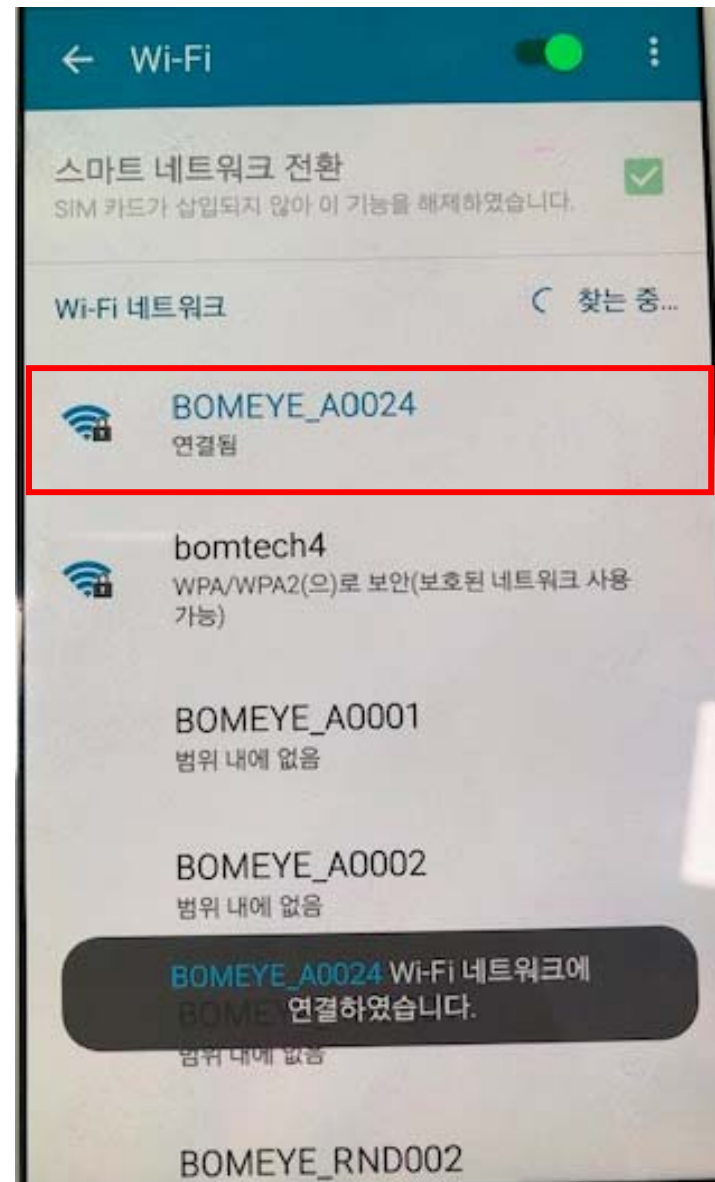 Wi-Fi
스마트 네트워크 전환
SIM 카드가 삽입되지 않아 이 기능을 해제하였습니다.
Wi-Fi 네트워크
찾는 중...
BOMEYE_A0024
연결됨
bomtech4
WPA/WPA2(으)로 보안(보호된 네트워크 사용
가능)
BOMEYE_A0001
범위 내에 없음
BOMEYE_A0002
범위 내에 없음
BOMEYE_A0024 Wi-Fi 네트워크에
연결하였습니다.
범위 내에 없음
BOMEYE_RND002